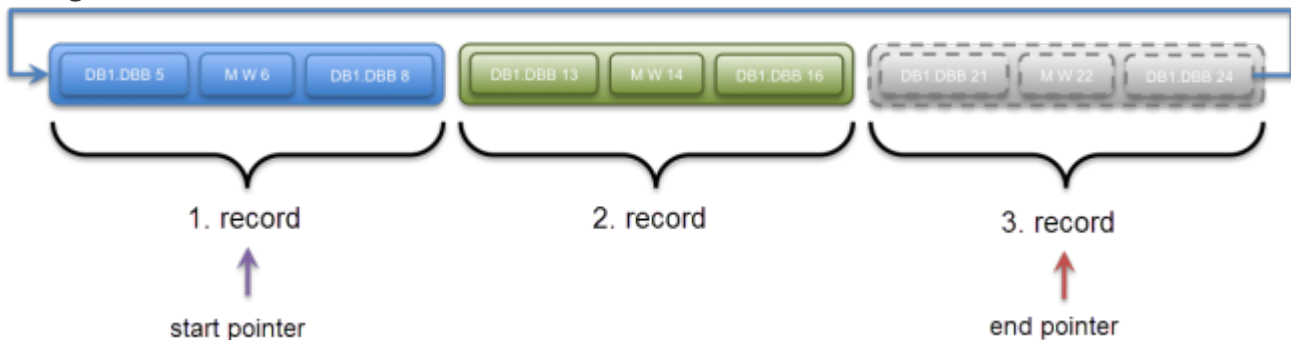 DB1.DBB 5 M W 6 DB1.DBB 8 DB1.DBB 13 M W 14 DB1.DBB 16 DB1.DBB 21 M W 22 DB1.DBB 24
1. record 2. record 3. record
start pointer end pointer